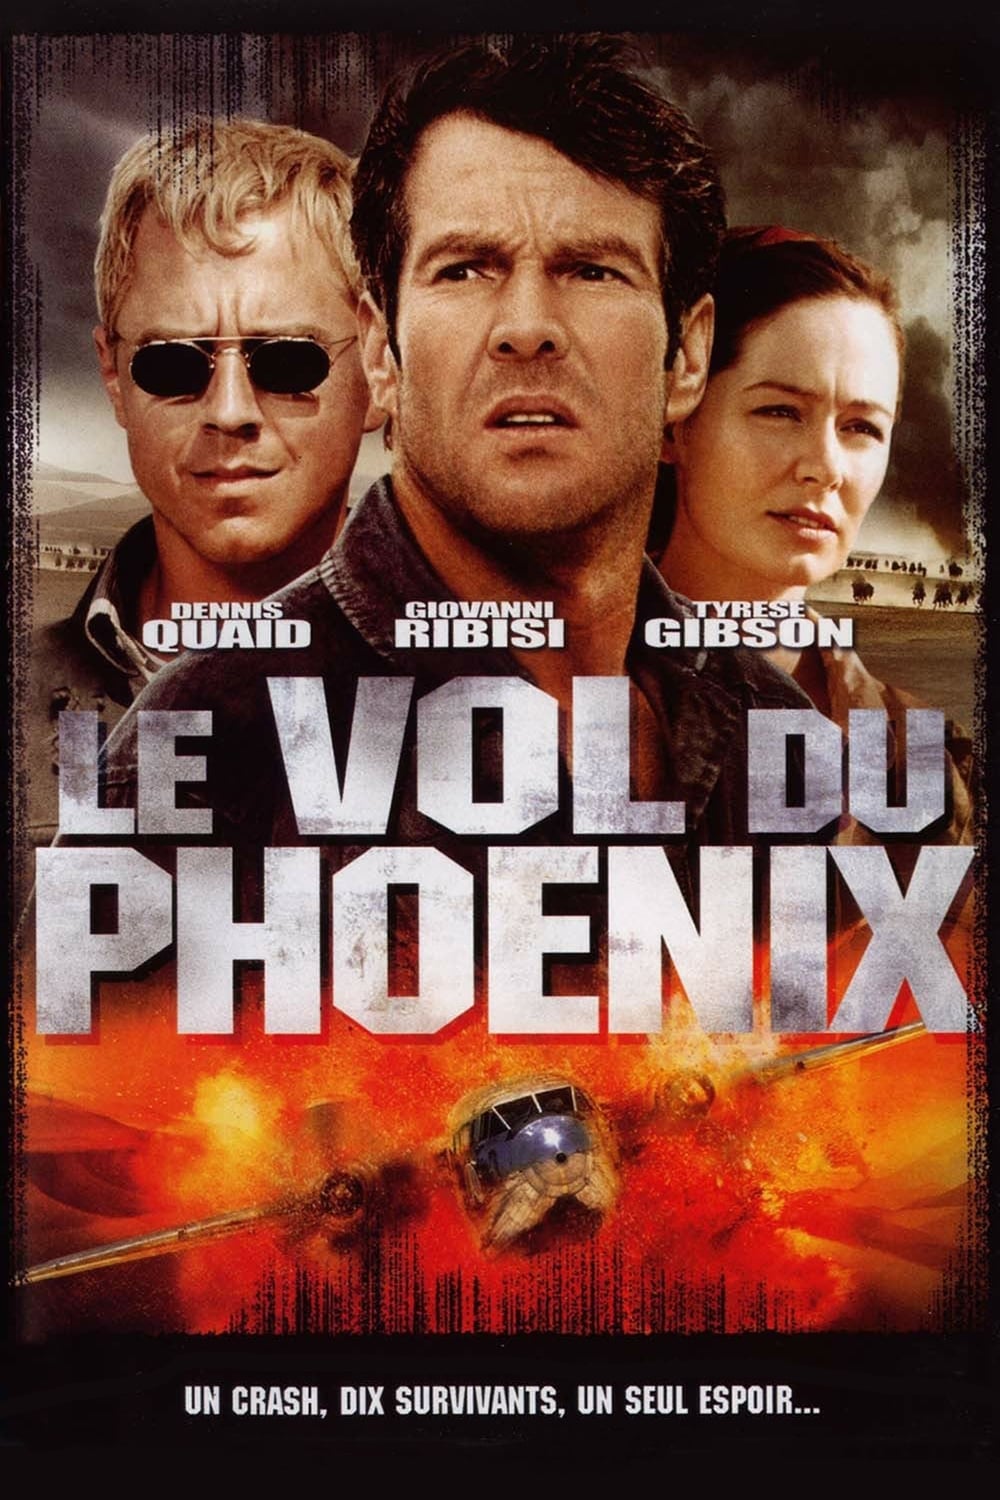 DENNIS QUAID
GIOVANNI RIBISI
TYRESE GIBSON
LE VOL DU
PHOENIX
UN CRASH, DIX SURVIVANTS, UN SEUL ESPOIR...